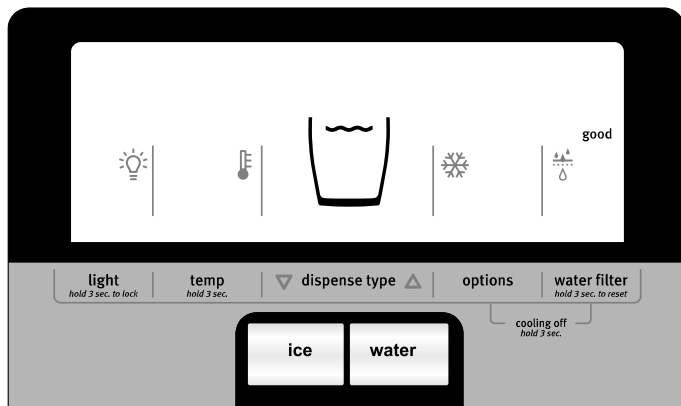 good
light
hold 3 sec. to lock
temp
hold 3 sec.
dispense type
options
water filter
hold 3 sec. to reset
cooling off
hold 3 sec.
ice
water